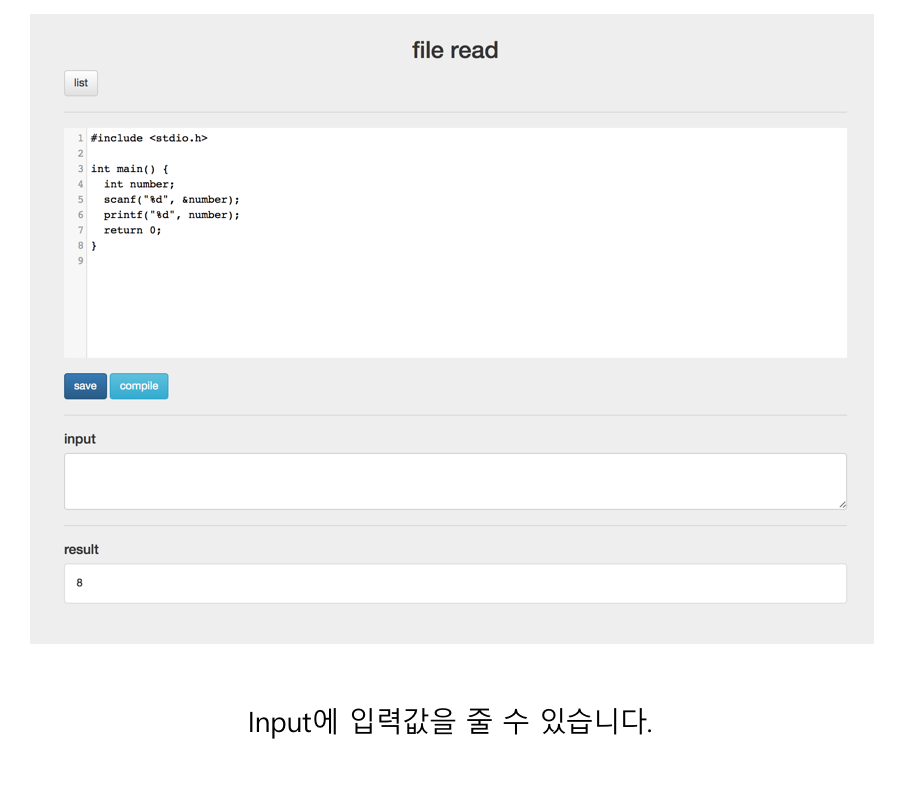 file read
list
1 #include <stdio.h>
2
3 int main() {
4   int number;
5   scanf("%d", &number);
6   printf("%d", number);
7   return 0;
8 }
9
save compile
input
result
8
Input에 입력값을 줄 수 있습니다.